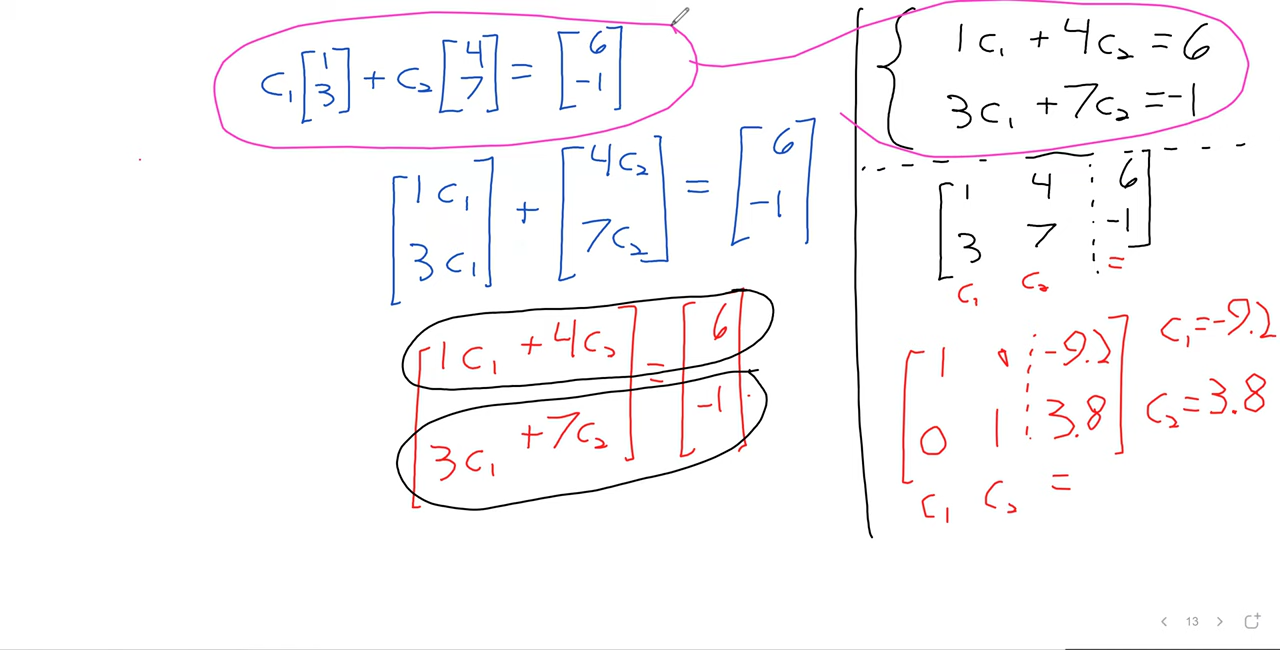 c₁ [1 3] + c₂ [4 7] = [6 -1]
[1c₁ 3c₁] + [4c₂ 7c₂] = [6 -1]
[1c₁ + 4c₂] = [6]
[3c₁ + 7c₂] = [-1]
1c₁ + 4c₂ = 6
3c₁ + 7c₂ = -1
[1 4 ⋮ 6]
[3 7 ⋮ -1]
c₁ c₂ =
[1 0 ⋮ -9.2]
[0 1 ⋮ 3.8]
c₁ c₂ =
c₁ = -9.2
c₂ = 3.8
13